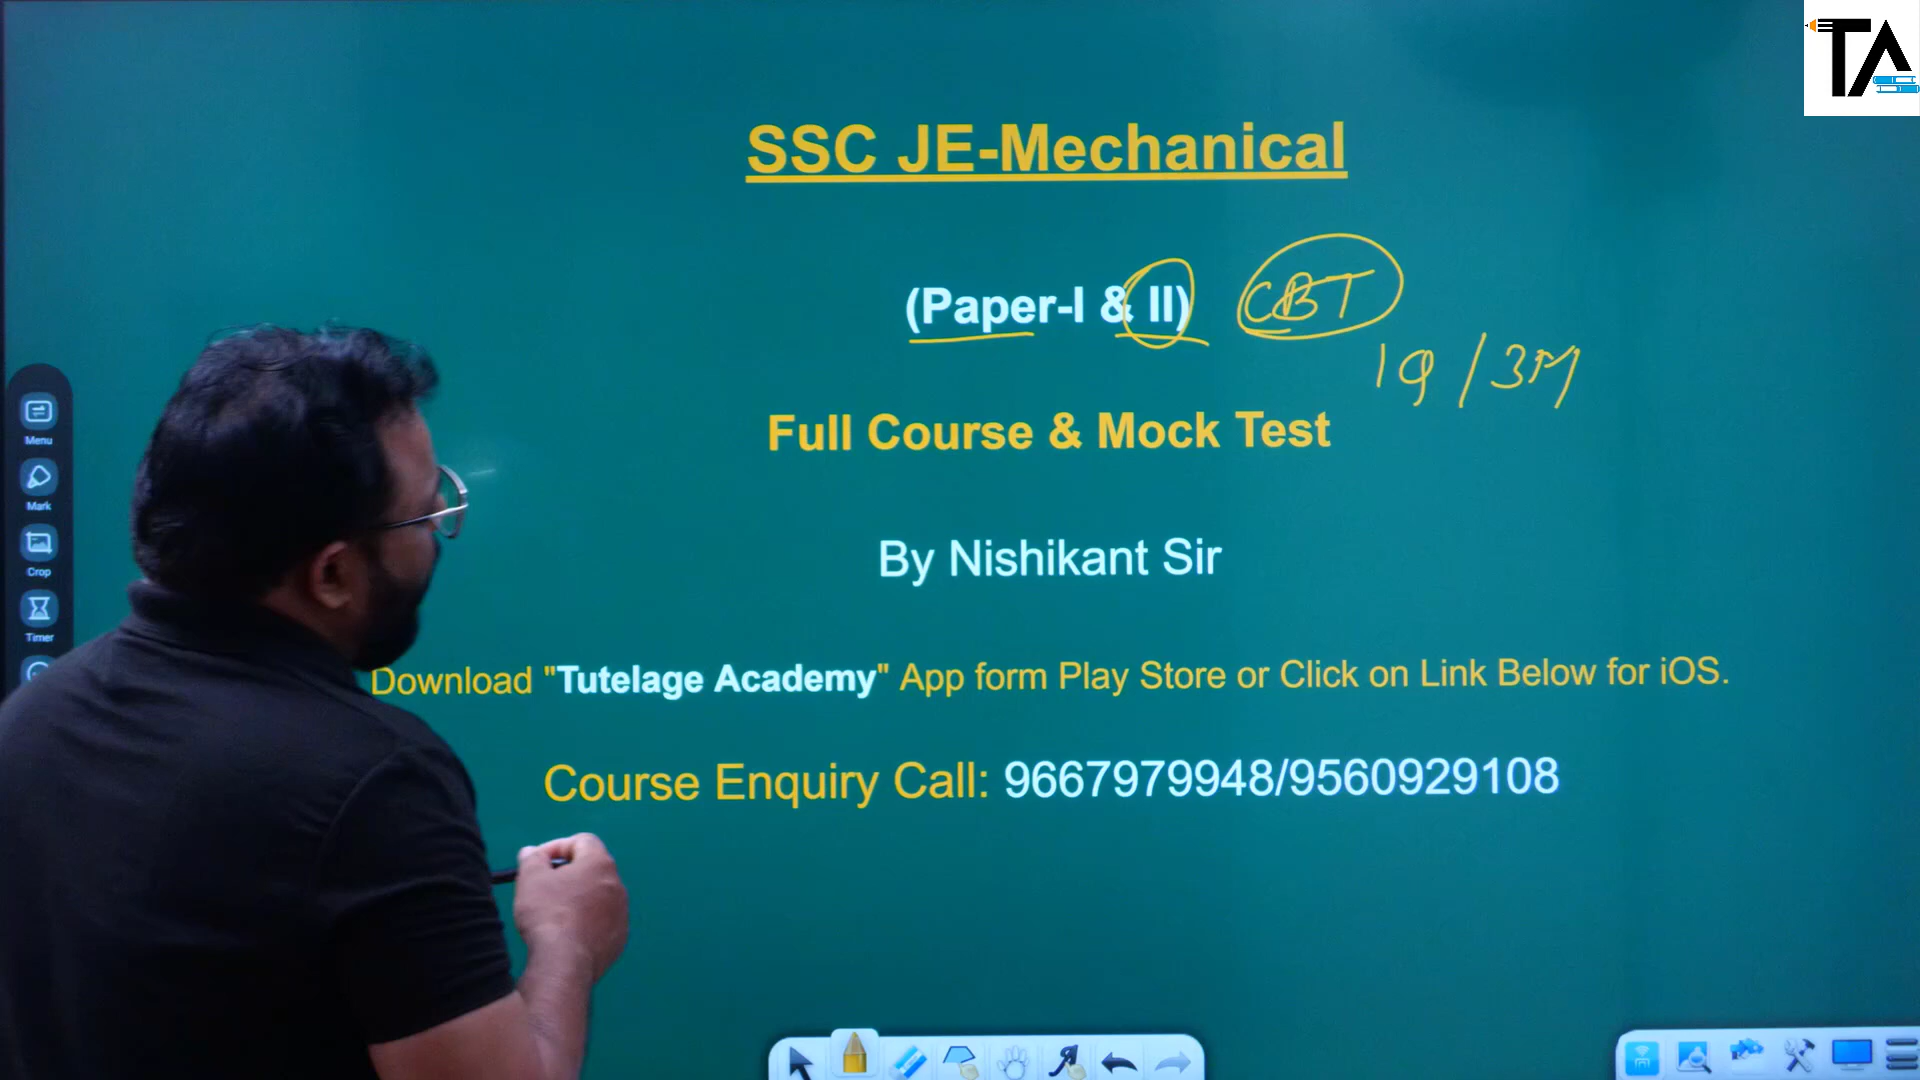 TA
SSC JE-Mechanical
(Paper-I & II) CBT
1Q / 3M
Full Course & Mock Test
By Nishikant Sir
Download "Tutelage Academy" App form Play Store or Click on Link Below for iOS.
Course Enquiry Call: 9667979948/9560929108
Menu
Mark
Crop
Timer